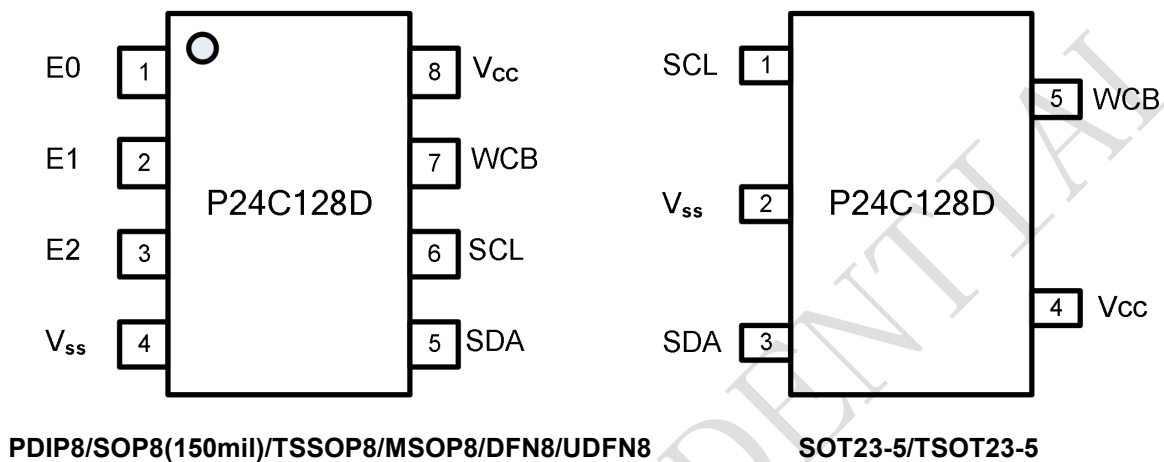 E0 1
E1 2
E2 3
Vss 4
P24C128D
8 Vcc
7 WCB
6 SCL
5 SDA
PDIP8/SOP8(150mil)/TSSOP8/MSOP8/DFN8/UDFN8
SCL 1
Vss 2
SDA 3
P24C128D
5 WCB
4 Vcc
SOT23-5/TSOT23-5
DENTIAI